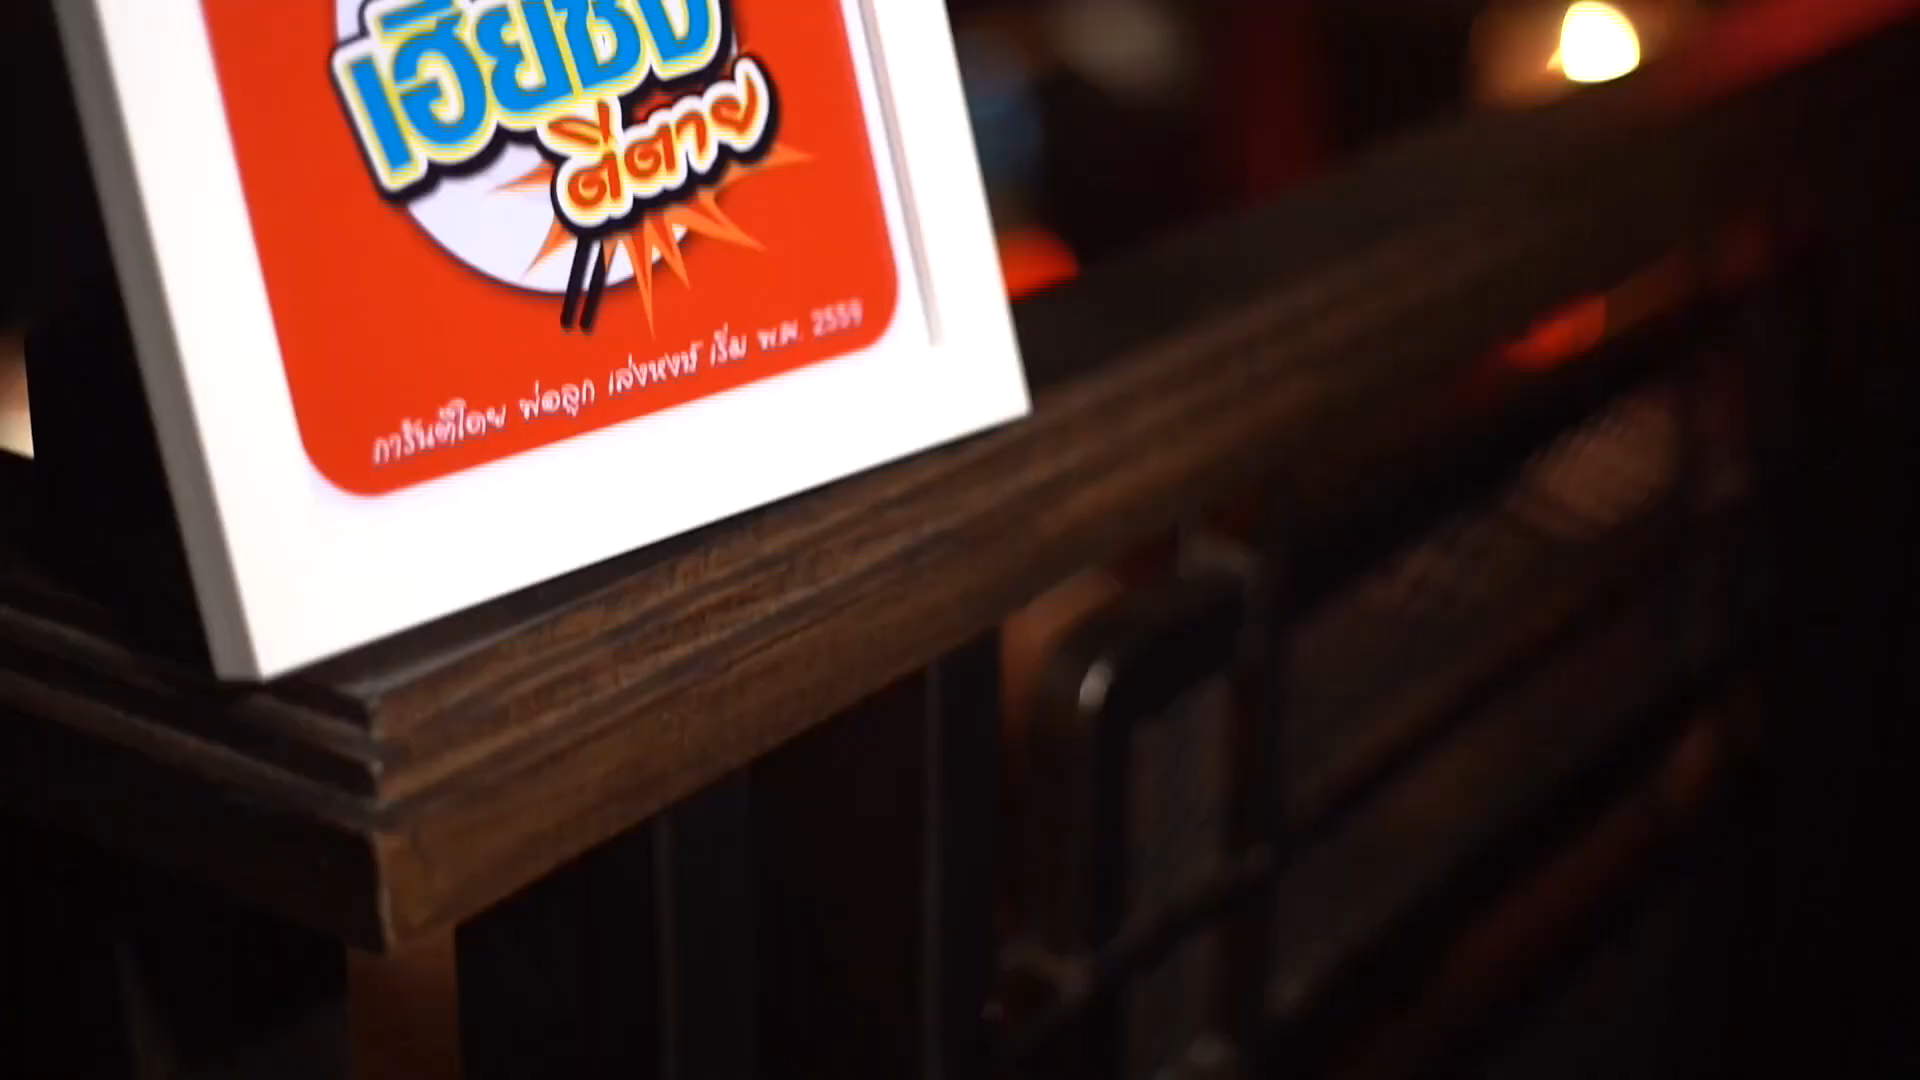 เฮียชัง
ตี่ตาย
การันตีโดย พ่อลูก เล่งหงษ์ เริ่ม พ.ศ. 2559